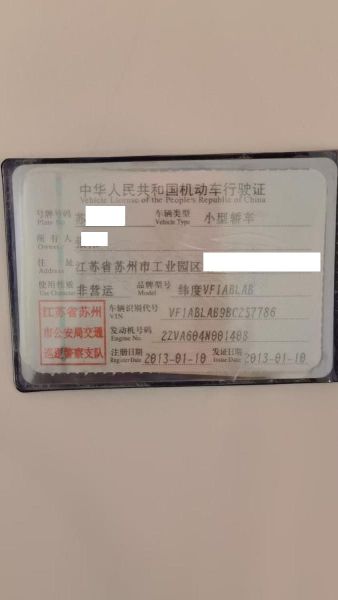 中华人民共和国机动车行驶证
Vehicle License of the People's Republic of China
号牌号码 苏 车辆类型 小型轿车
Plate No. Vehicle Type
所有人
Owner
住址 江苏省苏州市工业园区
Address
使用性质 非营运 品牌型号 纬度VF1ABLAB
Use Character Model
江苏省苏州
市公安局交通
巡逻警察支队
车辆识别代号 VF1ABLAB9BC257786
VIN
发动机号码 2ZVA604N001408
Engine No.
注册日期 2013-01-10 发证日期 2013-01-10
Register Date Issue Date